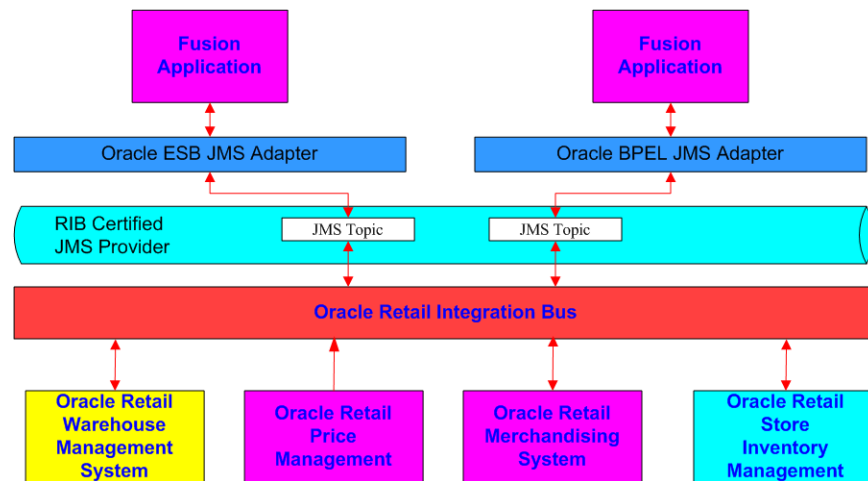 Fusion
Application
Fusion
Application
Oracle ESB JMS Adapter
Oracle BPEL JMS Adapter
RIB Certified
JMS Provider
JMS Topic
JMS Topic
Oracle Retail Integration Bus
Oracle Retail
Warehouse
Management
System
Oracle Retail
Price
Management
Oracle Retail
Merchandising
System
Oracle Retail
Store
Inventory
Management